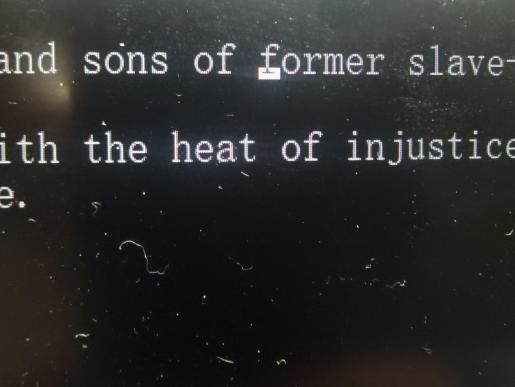 and sons of former slave-
ith the heat of injustice
e.